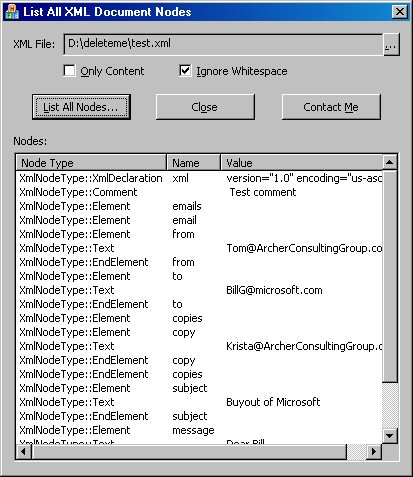 List All XML Document Nodes
XML File: D:\deleteme\test.xml ...
Only Content Ignore Whitespace
List All Nodes... Close Contact Me
Nodes:
Node Type Name Value
XmlNodeType::XmlDeclaration xml version="1.0" encoding="us-asc
XmlNodeType::Comment Test comment
XmlNodeType::Element emails
XmlNodeType::Element email
XmlNodeType::Element from
XmlNodeType::Text Tom@ArcherConsultingGroup.co
XmlNodeType::EndElement from
XmlNodeType::Element to
XmlNodeType::Text BillG@microsoft.com
XmlNodeType::EndElement to
XmlNodeType::Element copies
XmlNodeType::Element copy
XmlNodeType::Text Krista@ArcherConsultingGroup.c
XmlNodeType::EndElement copy
XmlNodeType::EndElement copies
XmlNodeType::Element subject
XmlNodeType::Text Buyout of Microsoft
XmlNodeType::EndElement subject
XmlNodeType::Element message
XmlNodeType::Text Dear Bill